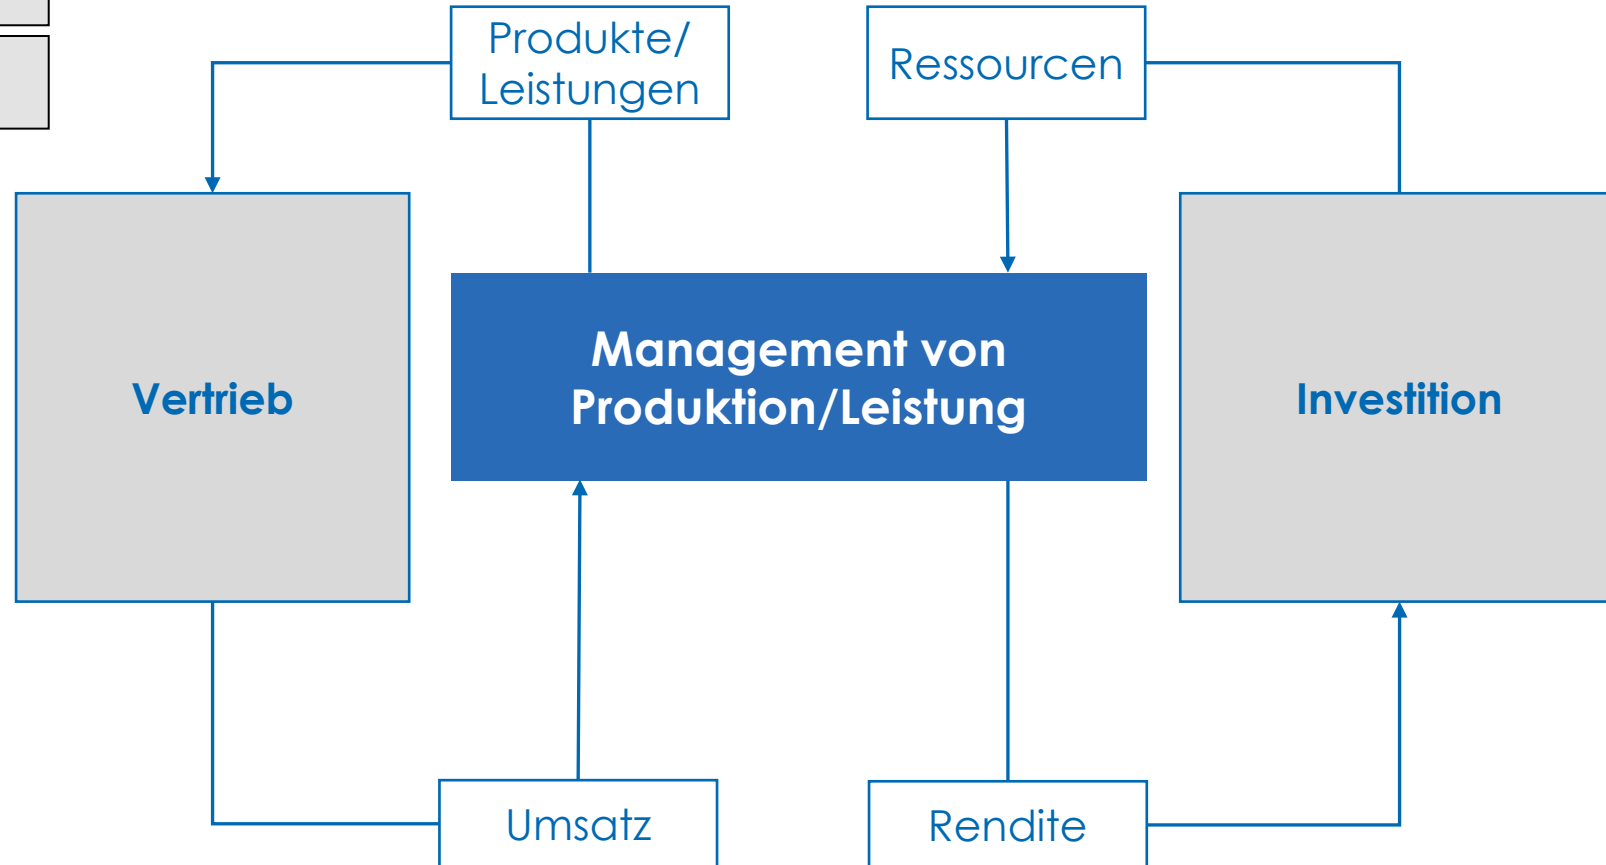 Produkte/
Leistungen
Ressourcen
Vertrieb
Management von
Produktion/Leistung
Investition
Umsatz
Rendite